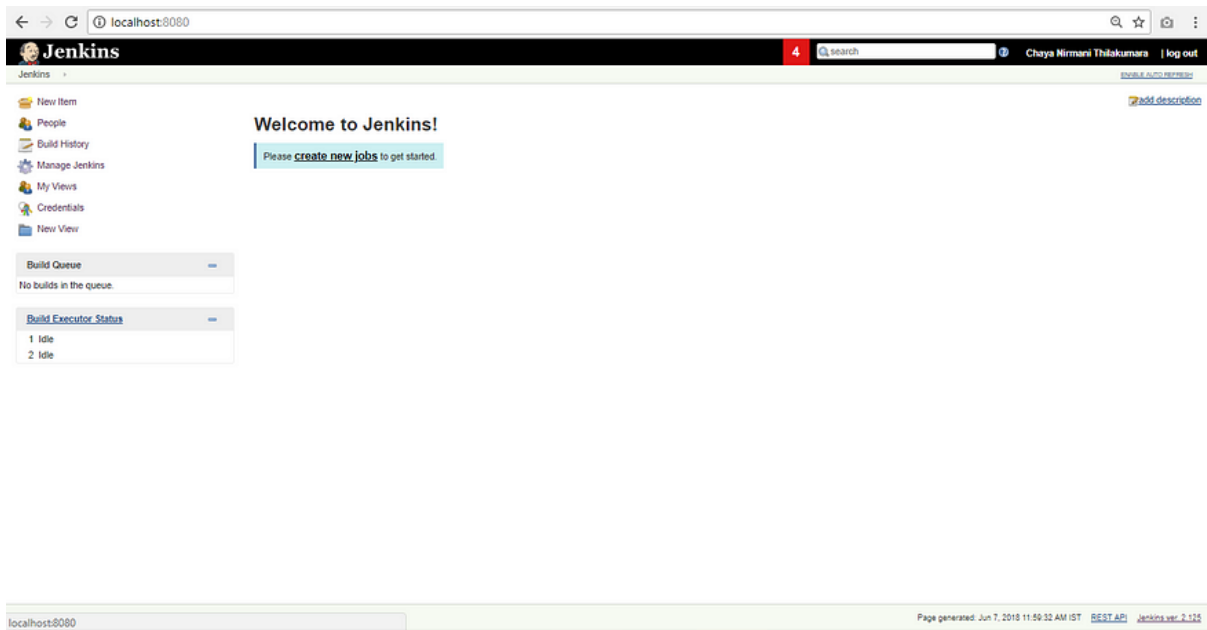 localhost:8080
Jenkins
4
search
Chaya Nirmani Thilakumara | log out
Jenkins
ENABLE AUTO REFRESH
New Item
People
Build History
Manage Jenkins
My Views
Credentials
New View
add description
Welcome to Jenkins!
Please create new jobs to get started.
Build Queue
No builds in the queue.
Build Executor Status
1 Idle
2 Idle
localhost:8080
Page generated: Jun 7, 2018 11:59:32 AM IST REST API Jenkins ver. 2.125